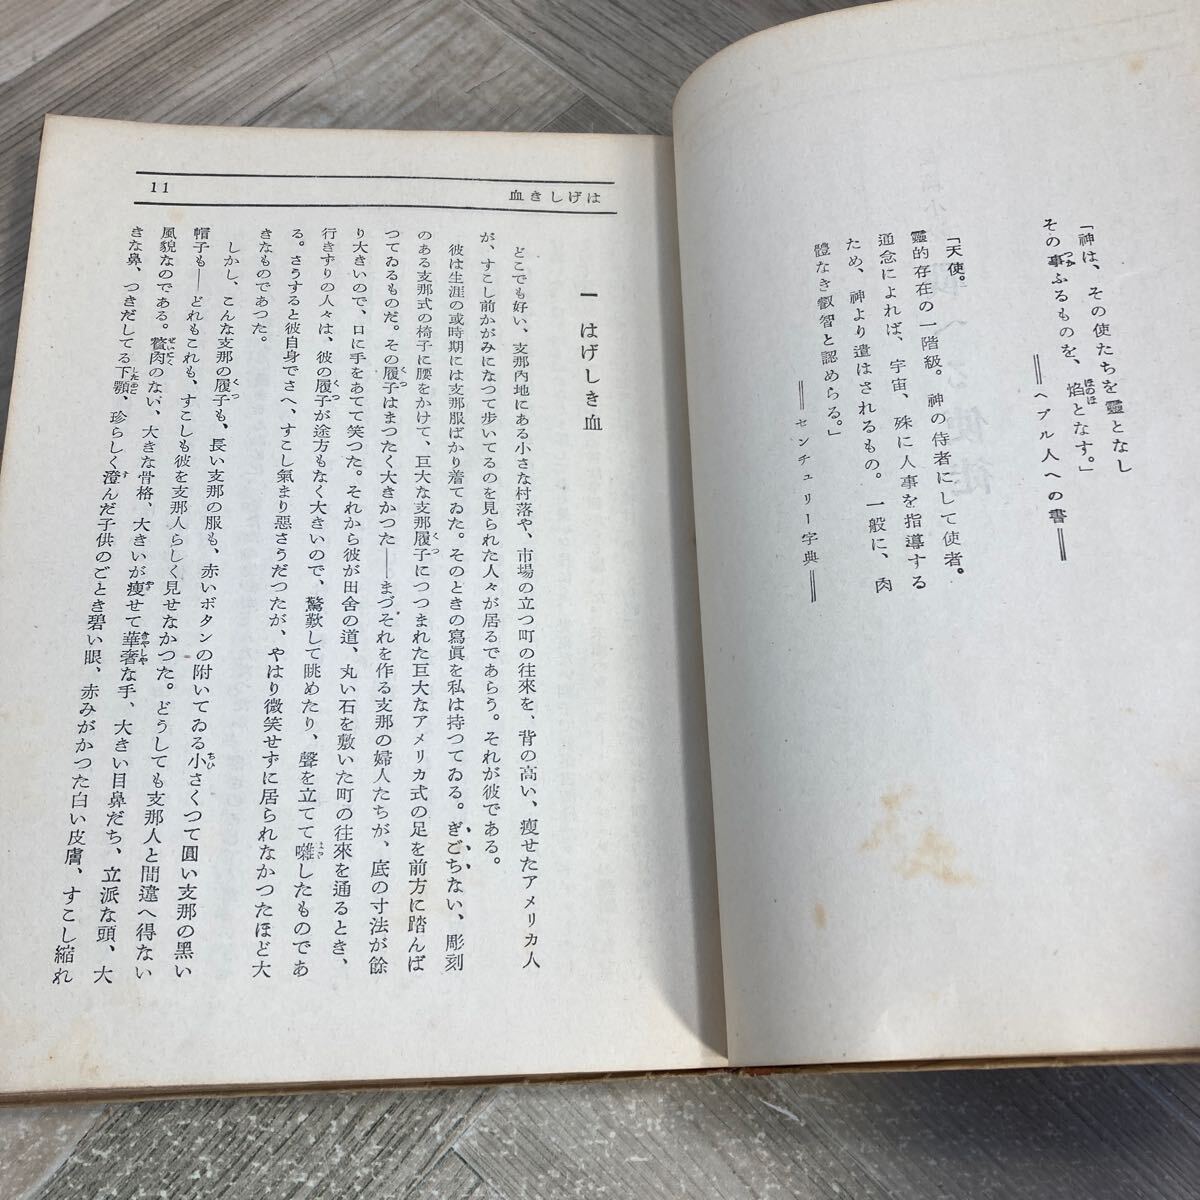 「神は、その使たちを靈となし
その事ふるものを、焰となす。」
══ヘブル人への書══
「天使。
靈的存在の一階級。神の侍者にして使者。
通念によれば、宇宙、殊に人事を指導する
ため、神より遣はされるもの。一般に、肉
體なき叡智と認めらる。」
══センチュリー字典══
血きしげは
11
一 はげしき血
どこでも好い、支那內地にある小さな村落や、市場の立つ町の往來を、背の高い、瘦せたアメリカ人
が、すこし前かがみになつて歩いてるのを見られた人々が居るであらう。それが彼である。
彼は生涯の或時期には支那服ばかり着てゐた。そのときの寫眞を私は持つてゐる。ぎごちない、彫刻
のある支那式の椅子に腰をかけて、巨大な支那履子につつまれた巨大なアメリカ式の足を前方に踏んば
つてゐるものだ。その履子はまつたく大きかつた――まづそれを作る支那の婦人たちが、底の寸法が餘
り大きいので、口に手をあてて笑つた。それから彼が田舍の道、丸い石を敷いた町の往來を通るとき、
行きずりの人々は、彼の履子が途方もなく大きいので、驚歎して眺めたり、聲を立てて囃したものであ
る。さうすると彼自身でさへ、すこし氣まり惡さうだつたが、やはり微笑せずに居られなかつたほど大
きなものであつた。
しかし、こんな支那の履子も、長い支那の服も、赤いボタンの附いてゐる小さくつて圓い支那の黑い
帽子も――どれもこれも、すこしも彼を支那人らしく見せなかつた。どうしても支那人と間違へ得ない
風貌なのである。贅肉のない、大きな骨格、大きいが瘦せて華奢な手、大きい目鼻だち、立派な頭、大
きな鼻、つきだしてる下顎、珍らしく澄んだ子供のごとき碧い眼、赤みがかつた白い皮膚、すこし縮れ